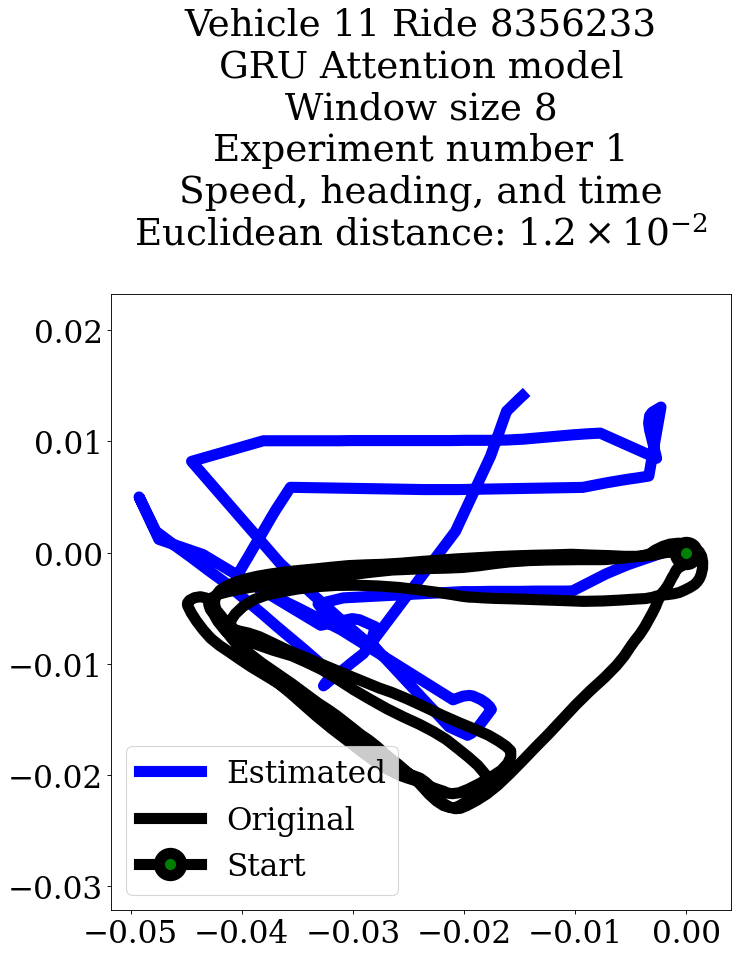 Vehicle 11 Ride 8356233
GRU Attention model
Window size 8
Experiment number 1
Speed, heading, and time
Euclidean distance: 1.2 × 10⁻²
0.02
0.01
0.00
−0.01
−0.02
−0.03
Estimated
Original
Start
−0.05 −0.04 −0.03 −0.02 −0.01 0.00